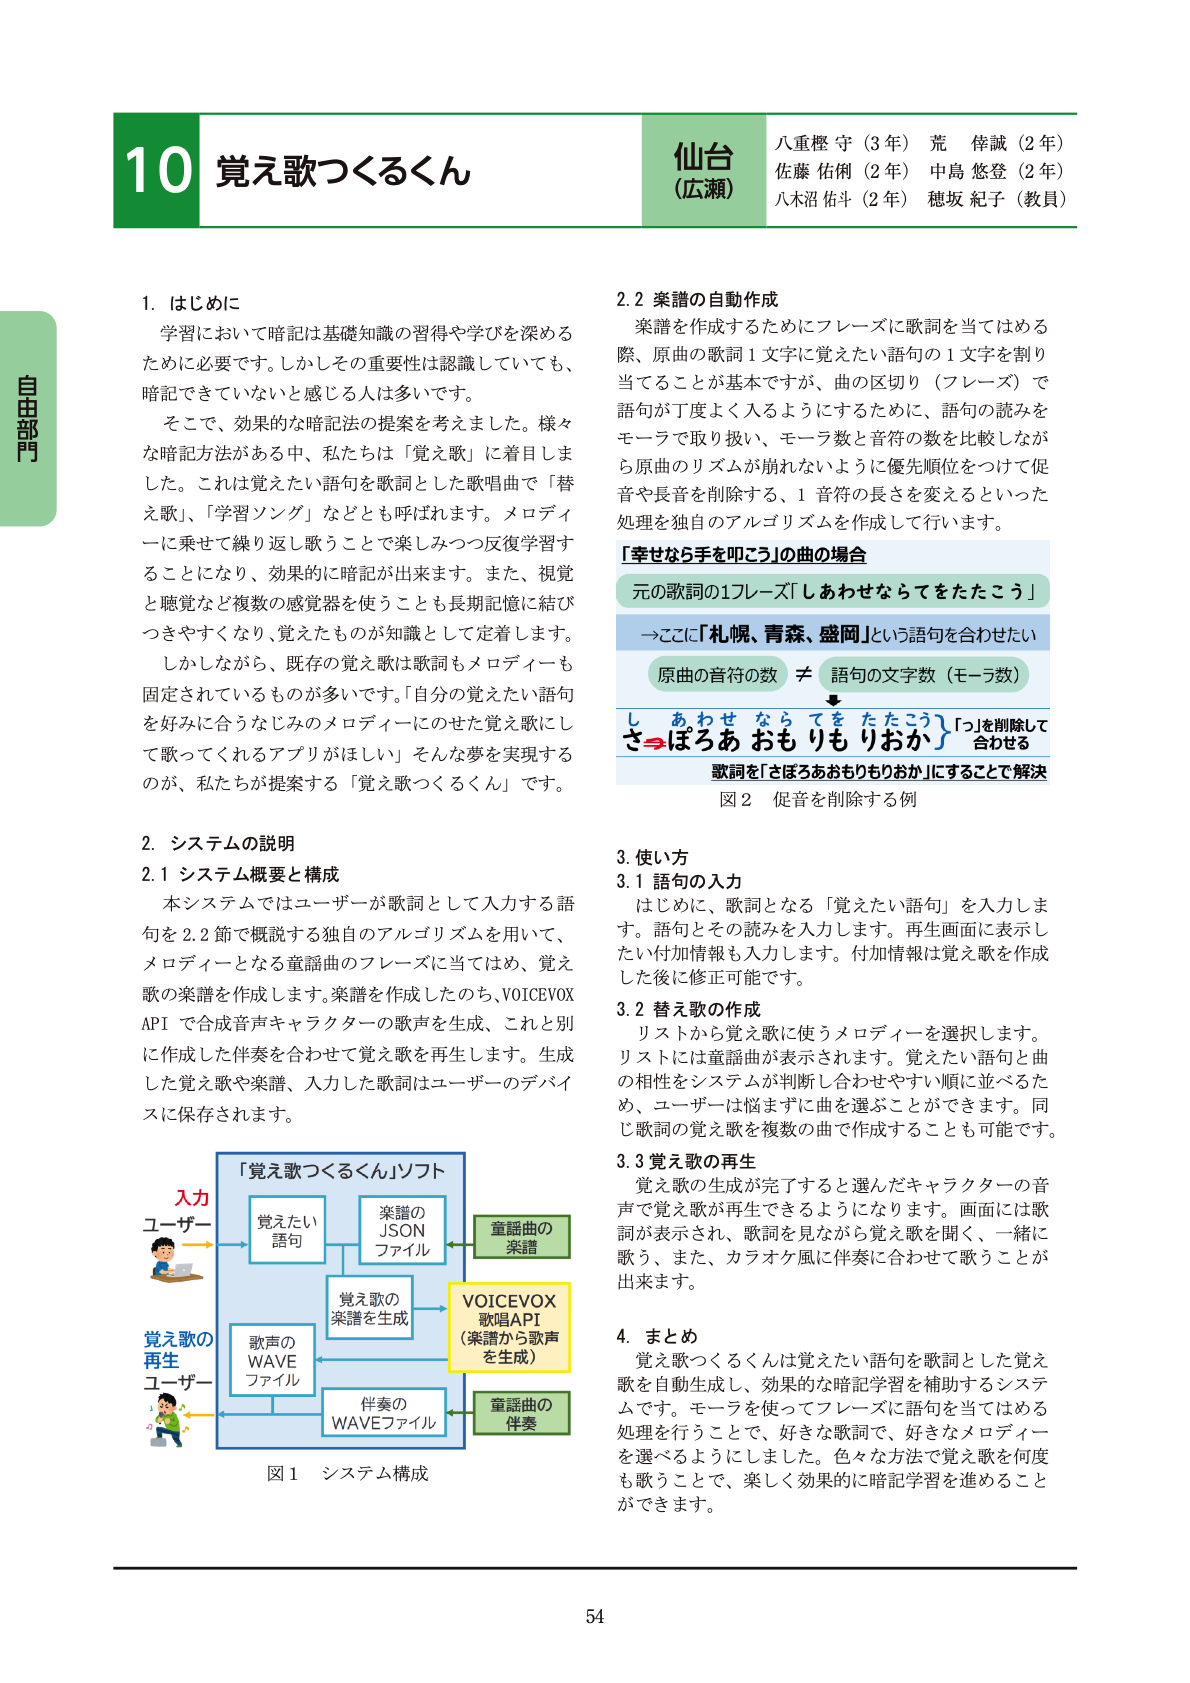 10 覚え歌つくるくん
仙台
(広瀬)
八重樫 守（3 年） 荒 倖誠（2 年）
佐藤 佑俐（2 年） 中島 悠登（2 年）
八木沼 佑斗（2 年） 穂坂 紀子（教員）
自由部門
1. はじめに
学習において暗記は基礎知識の習得や学びを深める
ために必要です。しかしその重要性は認識していても、
暗記できていないと感じる人は多いです。
そこで、効果的な暗記法の提案を考えました。様々
な暗記方法がある中、私たちは「覚え歌」に着目しま
した。これは覚えたい語句を歌詞とした歌唱曲で「替
え歌」、「学習ソング」などとも呼ばれます。メロディ
ーに乗せて繰り返し歌うことで楽しみつつ反復学習す
ることになり、効果的に暗記が出来ます。また、視覚
と聴覚など複数の感覚器を使うことも長期記憶に結び
つきやすくなり、覚えたものが知識として定着します。
しかしながら、既存の覚え歌は歌詞もメロディーも
固定されているものが多いです。「自分の覚えたい語句
を好みに合うなじみのメロディーにのせた覚え歌にし
て歌ってくれるアプリがほしい」そんな夢を実現する
のが、私たちが提案する「覚え歌つくるくん」です。
2. システムの説明
2.1 システム概要と構成
本システムではユーザーが歌詞として入力する語
句を 2.2 節で概説する独自のアルゴリズムを用いて、
メロディーとなる童謡曲のフレーズに当てはめ、覚え
歌の楽譜を作成します。楽譜を作成したのち、VOICEVOX
API で合成音声キャラクターの歌声を生成、これと別
に作成した伴奏を合わせて覚え歌を再生します。生成
した覚え歌や楽譜、入力した歌詞はユーザーのデバイ
スに保存されます。
「覚え歌つくるくん」ソフト
入力
ユーザー
覚えたい
語句
楽譜の
JSON
ファイル
童謡曲の
楽譜
覚え歌の
楽譜を生成
VOICEVOX
歌唱API
（楽譜から歌声
を生成）
覚え歌の
再生
ユーザー
歌声の
WAVE
ファイル
伴奏の
WAVEファイル
童謡曲の
伴奏
図 1 システム構成
2.2 楽譜の自動作成
楽譜を作成するためにフレーズに歌詞を当てはめる
際、原曲の歌詞 1 文字に覚えたい語句の 1 文字を割り
当てることが基本ですが、曲の区切り（フレーズ）で
語句が丁度よく入るようにするために、語句の読みを
モーラで取り扱い、モーラ数と音符の数を比較しなが
ら原曲のリズムが崩れないように優先順位をつけて促
音や長音を削除する、1 音符の長さを変えるといった
処理を独自のアルゴリズムを作成して行います。
「幸せなら手を叩こう」の曲の場合
元の歌詞の1フレーズ「しあわせならてをたたこう」
→ここに「札幌、青森、盛岡」という語句を合わせたい
原曲の音符の数 ≠ 語句の文字数（モーラ数）
し あわせ なら てを たたこう
さっぽろあ おも りも りおか
「つ」を削除して
合わせる
歌詞を「さぽろあおもりもりおか」にすることで解決
図 2 促音を削除する例
3. 使い方
3.1 語句の入力
はじめに、歌詞となる「覚えたい語句」を入力しま
す。語句とその読みを入力します。再生画面に表示し
たい付加情報も入力します。付加情報は覚え歌を作成
した後に修正可能です。
3.2 替え歌の作成
リストから覚え歌に使うメロディーを選択します。
リストには童謡曲が表示されます。覚えたい語句と曲
の相性をシステムが判断し合わせやすい順に並べるた
め、ユーザーは悩まずに曲を選ぶことができます。同
じ歌詞の覚え歌を複数の曲で作成することも可能です。
3.3 覚え歌の再生
覚え歌の生成が完了すると選んだキャラクターの音
声で覚え歌が再生できるようになります。画面には歌
詞が表示され、歌詞を見ながら覚え歌を聞く、一緒に
歌う、また、カラオケ風に伴奏に合わせて歌うことが
出来ます。
4. まとめ
覚え歌つくるくんは覚えたい語句を歌詞とした覚え
歌を自動生成し、効果的な暗記学習を補助するシステ
ムです。モーラを使ってフレーズに語句を当てはめる
処理を行うことで、好きな歌詞で、好きなメロディー
を選べるようにしました。色々な方法で覚え歌を何度
も歌うことで、楽しく効果的に暗記学習を進めること
ができます。
54